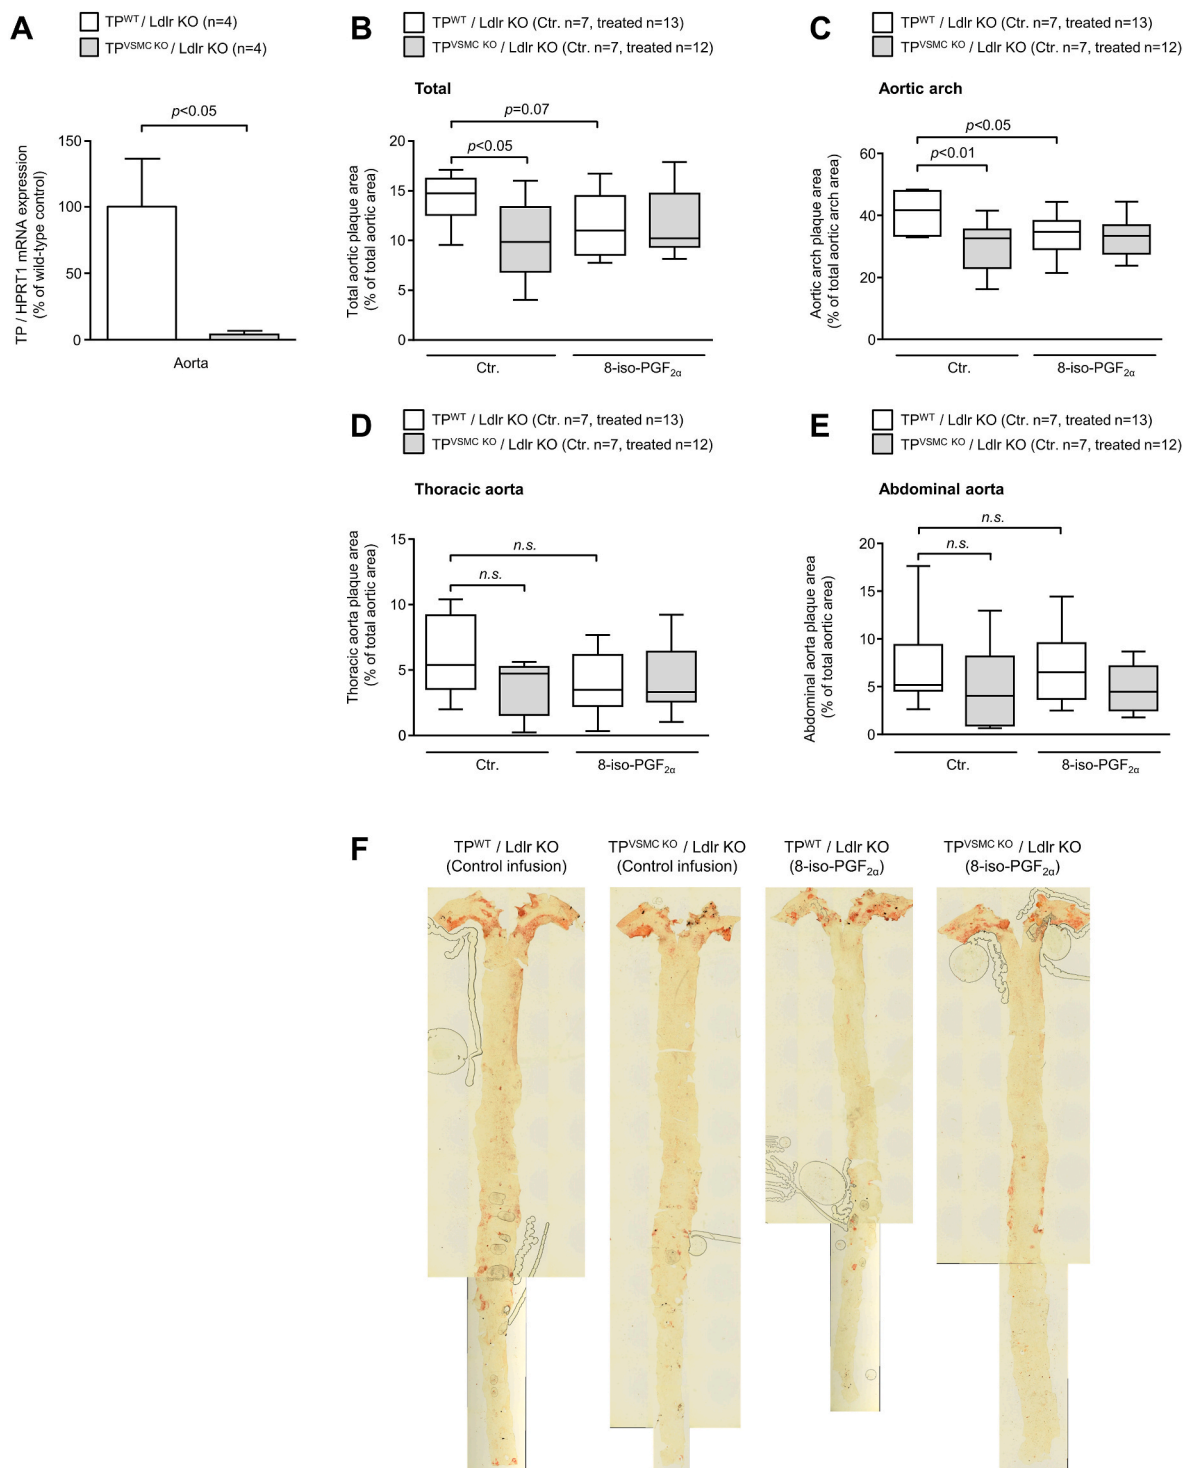 A
TPWT / Ldlr KO (n=4)
TPVSMC KO / Ldlr KO (n=4)
p<0.05
TP / HPRT1 mRNA expression
(% of wild-type control)
150
100
50
0
Aorta
B
TPWT / Ldlr KO (Ctr. n=7, treated n=13)
TPVSMC KO / Ldlr KO (Ctr. n=7, treated n=12)
Total
p=0.07
p<0.05
Total aortic plaque area
(% of total aortic area)
20
15
10
5
0
Ctr.
8-iso-PGF2α
C
TPWT / Ldlr KO (Ctr. n=7, treated n=13)
TPVSMC KO / Ldlr KO (Ctr. n=7, treated n=12)
Aortic arch
p<0.05
p<0.01
Aortic arch plaque area
(% of total aortic arch area)
60
40
20
0
Ctr.
8-iso-PGF2α
D
TPWT / Ldlr KO (Ctr. n=7, treated n=13)
TPVSMC KO / Ldlr KO (Ctr. n=7, treated n=12)
Thoracic aorta
n.s.
n.s.
Thoracic aorta plaque area
(% of total aortic area)
15
10
5
0
Ctr.
8-iso-PGF2α
E
TPWT / Ldlr KO (Ctr. n=7, treated n=13)
TPVSMC KO / Ldlr KO (Ctr. n=7, treated n=12)
Abdominal aorta
n.s.
n.s.
Abdominal aorta plaque area
(% of total aortic area)
20
15
10
5
0
Ctr.
8-iso-PGF2α
F
TPWT / Ldlr KO
(Control infusion)
TPVSMC KO / Ldlr KO
(Control infusion)
TPWT / Ldlr KO
(8-iso-PGF2α)
TPVSMC KO / Ldlr KO
(8-iso-PGF2α)